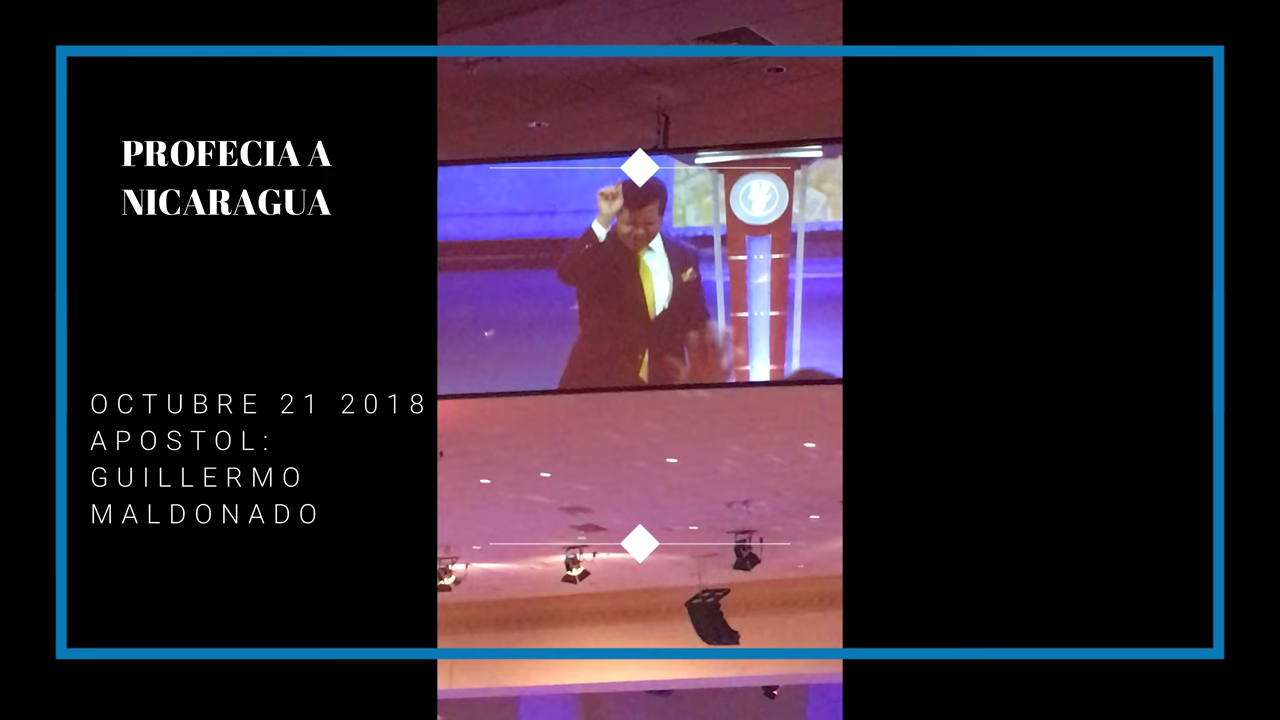 PROFECIA A
NICARAGUA
OCTUBRE 21 2018
APOSTOL:
GUILLERMO
MALDONADO